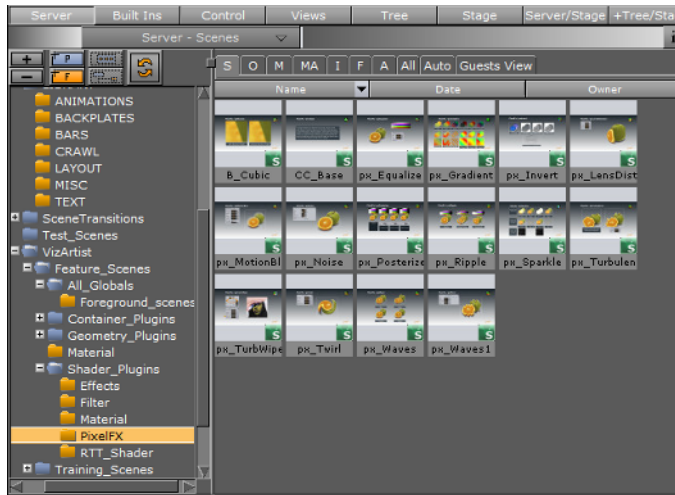 Server Built Ins Control Views Tree Stage Server/Stage +Tree/Sta
Server - Scenes
P
F
S O M MA I F A All Auto Guests View
Name Date Owner
ANIMATIONS
BACKPLATES
BARS
CRAWL
LAYOUT
MISC
TEXT
SceneTransitions
Test_Scenes
VizArtist
Feature_Scenes
All_Globals
Foreground_scenes
Container_Plugins
Geometry_Plugins
Material
Shader_Plugins
Effects
Filter
Material
PixelFX
RTT_Shader
Training_Scenes
S S S S S S
B_Cubic CC_Base px_Equalize px_Gradient px_Invert px_LensDist
S S S S S S
px_MotionBl px_Noise px_Posterize px_Ripple px_Sparkle px_Turbulen
S S S S
px_TurbWipe px_Twirl px_Waves px_Waves1